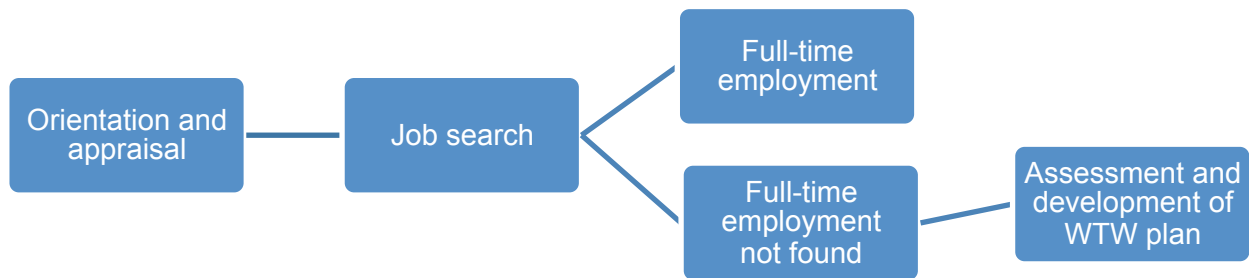 Orientation and
appraisal
Job search
Full-time
employment
Full-time
employment
not found
Assessment and
development of
WTW plan